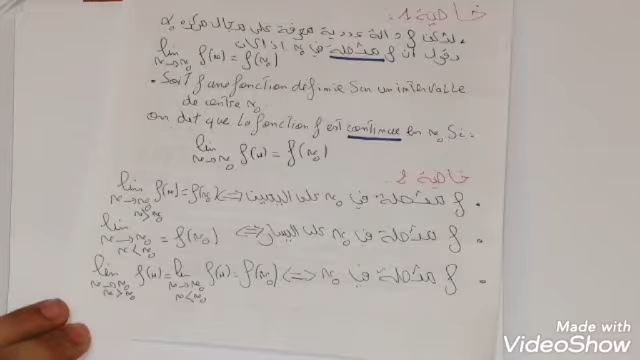 خاصية 1:
لتكن f دالة عددية معرفة على مجال مركزه x₀
نقول أن f متصلة في x₀ إذا كان
lim x→x₀ f(x) = f(x₀)
• Soit f une fonction définie sur un intervalle
de centre x₀
on dit que la fonction f est continue en x₀ si:
lim x→x₀ f(x) = f(x₀)
خاصية 2
• f متصلة في x₀ على اليمين ⇔ lim x→x₀ x>x₀ f(x) = f(x₀)
• f متصلة في x₀ على اليسار ⇔ lim x→x₀ x<x₀ = f(x₀)
• f متصلة في x₀ ⇔ lim x→x₀ x>x₀ f(x) = lim x→x₀ x<x₀ f(x) = f(x₀)
Made with
VideoShow